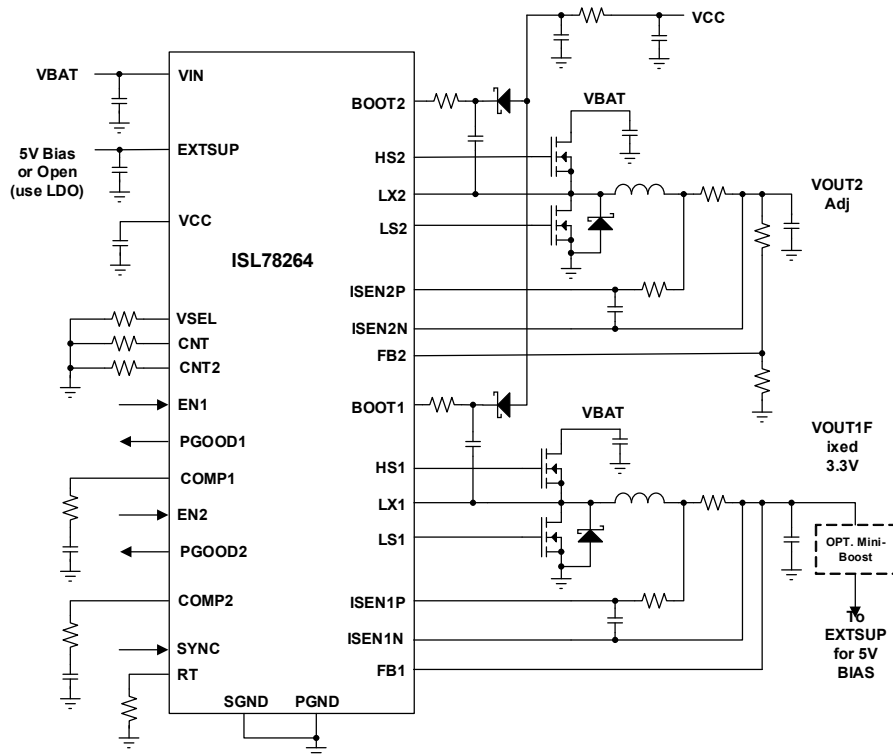 VCC
VBAT
VIN
BOOT2
VBAT
5V Bias
or Open
(use LDO)
EXTSUP
HS2
LX2
VOUT2
Adj
VCC
LS2
ISL78264
ISEN2P
ISEN2N
VSEL
CNT
CNT2
FB2
EN1
BOOT1
PGOOD1
VBAT
VOUT1F
ixed
3.3V
COMP1
HS1
LX1
EN2
LS1
PGOOD2
OPT. Mini-
Boost
COMP2
ISEN1P
ISEN1N
To
EXTSUP
for 5V
BIAS
SYNC
RT
FB1
SGND
PGND